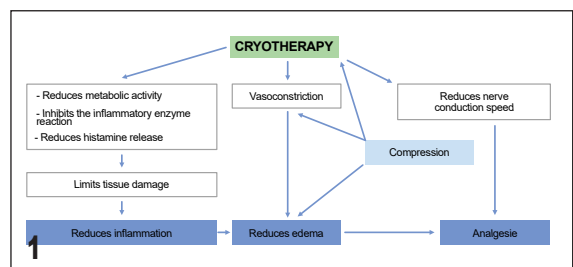 CRYOTHERAPY
- Reduces metabolic activity
- Inhibits the inflammatory enzyme
reaction
- Reduces histamine release
Vasoconstriction
Reduces nerve
conduction speed
Compression
Limits tissue damage
Reduces inflammation
Reduces edema
Analgesie
1